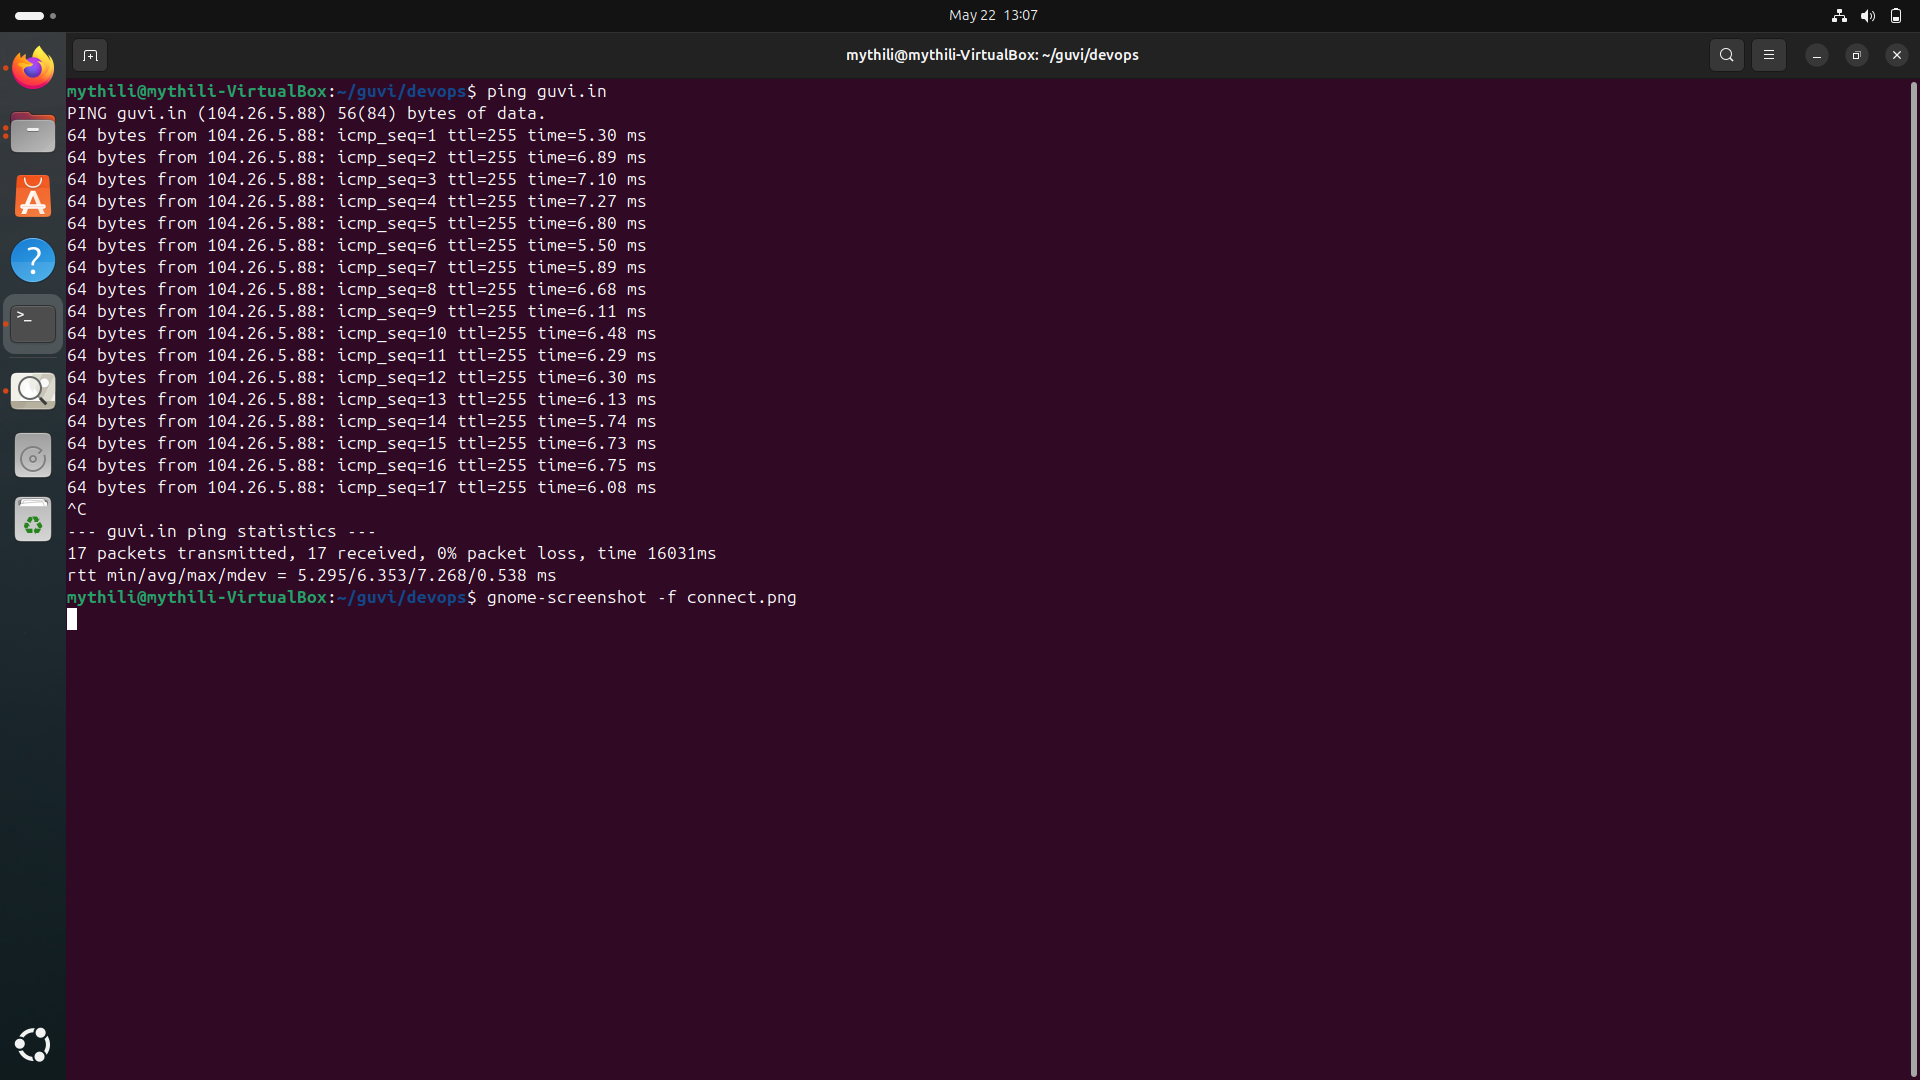 May 22 13:07
mythili@mythili-VirtualBox: ~/guvi/devops
mythili@mythili-VirtualBox:~/guvi/devops$ ping guvi.in
PING guvi.in (104.26.5.88) 56(84) bytes of data.
64 bytes from 104.26.5.88: icmp_seq=1 ttl=255 time=5.30 ms
64 bytes from 104.26.5.88: icmp_seq=2 ttl=255 time=6.89 ms
64 bytes from 104.26.5.88: icmp_seq=3 ttl=255 time=7.10 ms
64 bytes from 104.26.5.88: icmp_seq=4 ttl=255 time=7.27 ms
64 bytes from 104.26.5.88: icmp_seq=5 ttl=255 time=6.80 ms
64 bytes from 104.26.5.88: icmp_seq=6 ttl=255 time=5.50 ms
64 bytes from 104.26.5.88: icmp_seq=7 ttl=255 time=5.89 ms
64 bytes from 104.26.5.88: icmp_seq=8 ttl=255 time=6.68 ms
64 bytes from 104.26.5.88: icmp_seq=9 ttl=255 time=6.11 ms
64 bytes from 104.26.5.88: icmp_seq=10 ttl=255 time=6.48 ms
64 bytes from 104.26.5.88: icmp_seq=11 ttl=255 time=6.29 ms
64 bytes from 104.26.5.88: icmp_seq=12 ttl=255 time=6.30 ms
64 bytes from 104.26.5.88: icmp_seq=13 ttl=255 time=6.13 ms
64 bytes from 104.26.5.88: icmp_seq=14 ttl=255 time=5.74 ms
64 bytes from 104.26.5.88: icmp_seq=15 ttl=255 time=6.73 ms
64 bytes from 104.26.5.88: icmp_seq=16 ttl=255 time=6.75 ms
64 bytes from 104.26.5.88: icmp_seq=17 ttl=255 time=6.08 ms
^C
--- guvi.in ping statistics ---
17 packets transmitted, 17 received, 0% packet loss, time 16031ms
rtt min/avg/max/mdev = 5.295/6.353/7.268/0.538 ms
mythili@mythili-VirtualBox:~/guvi/devops$ gnome-screenshot -f connect.png